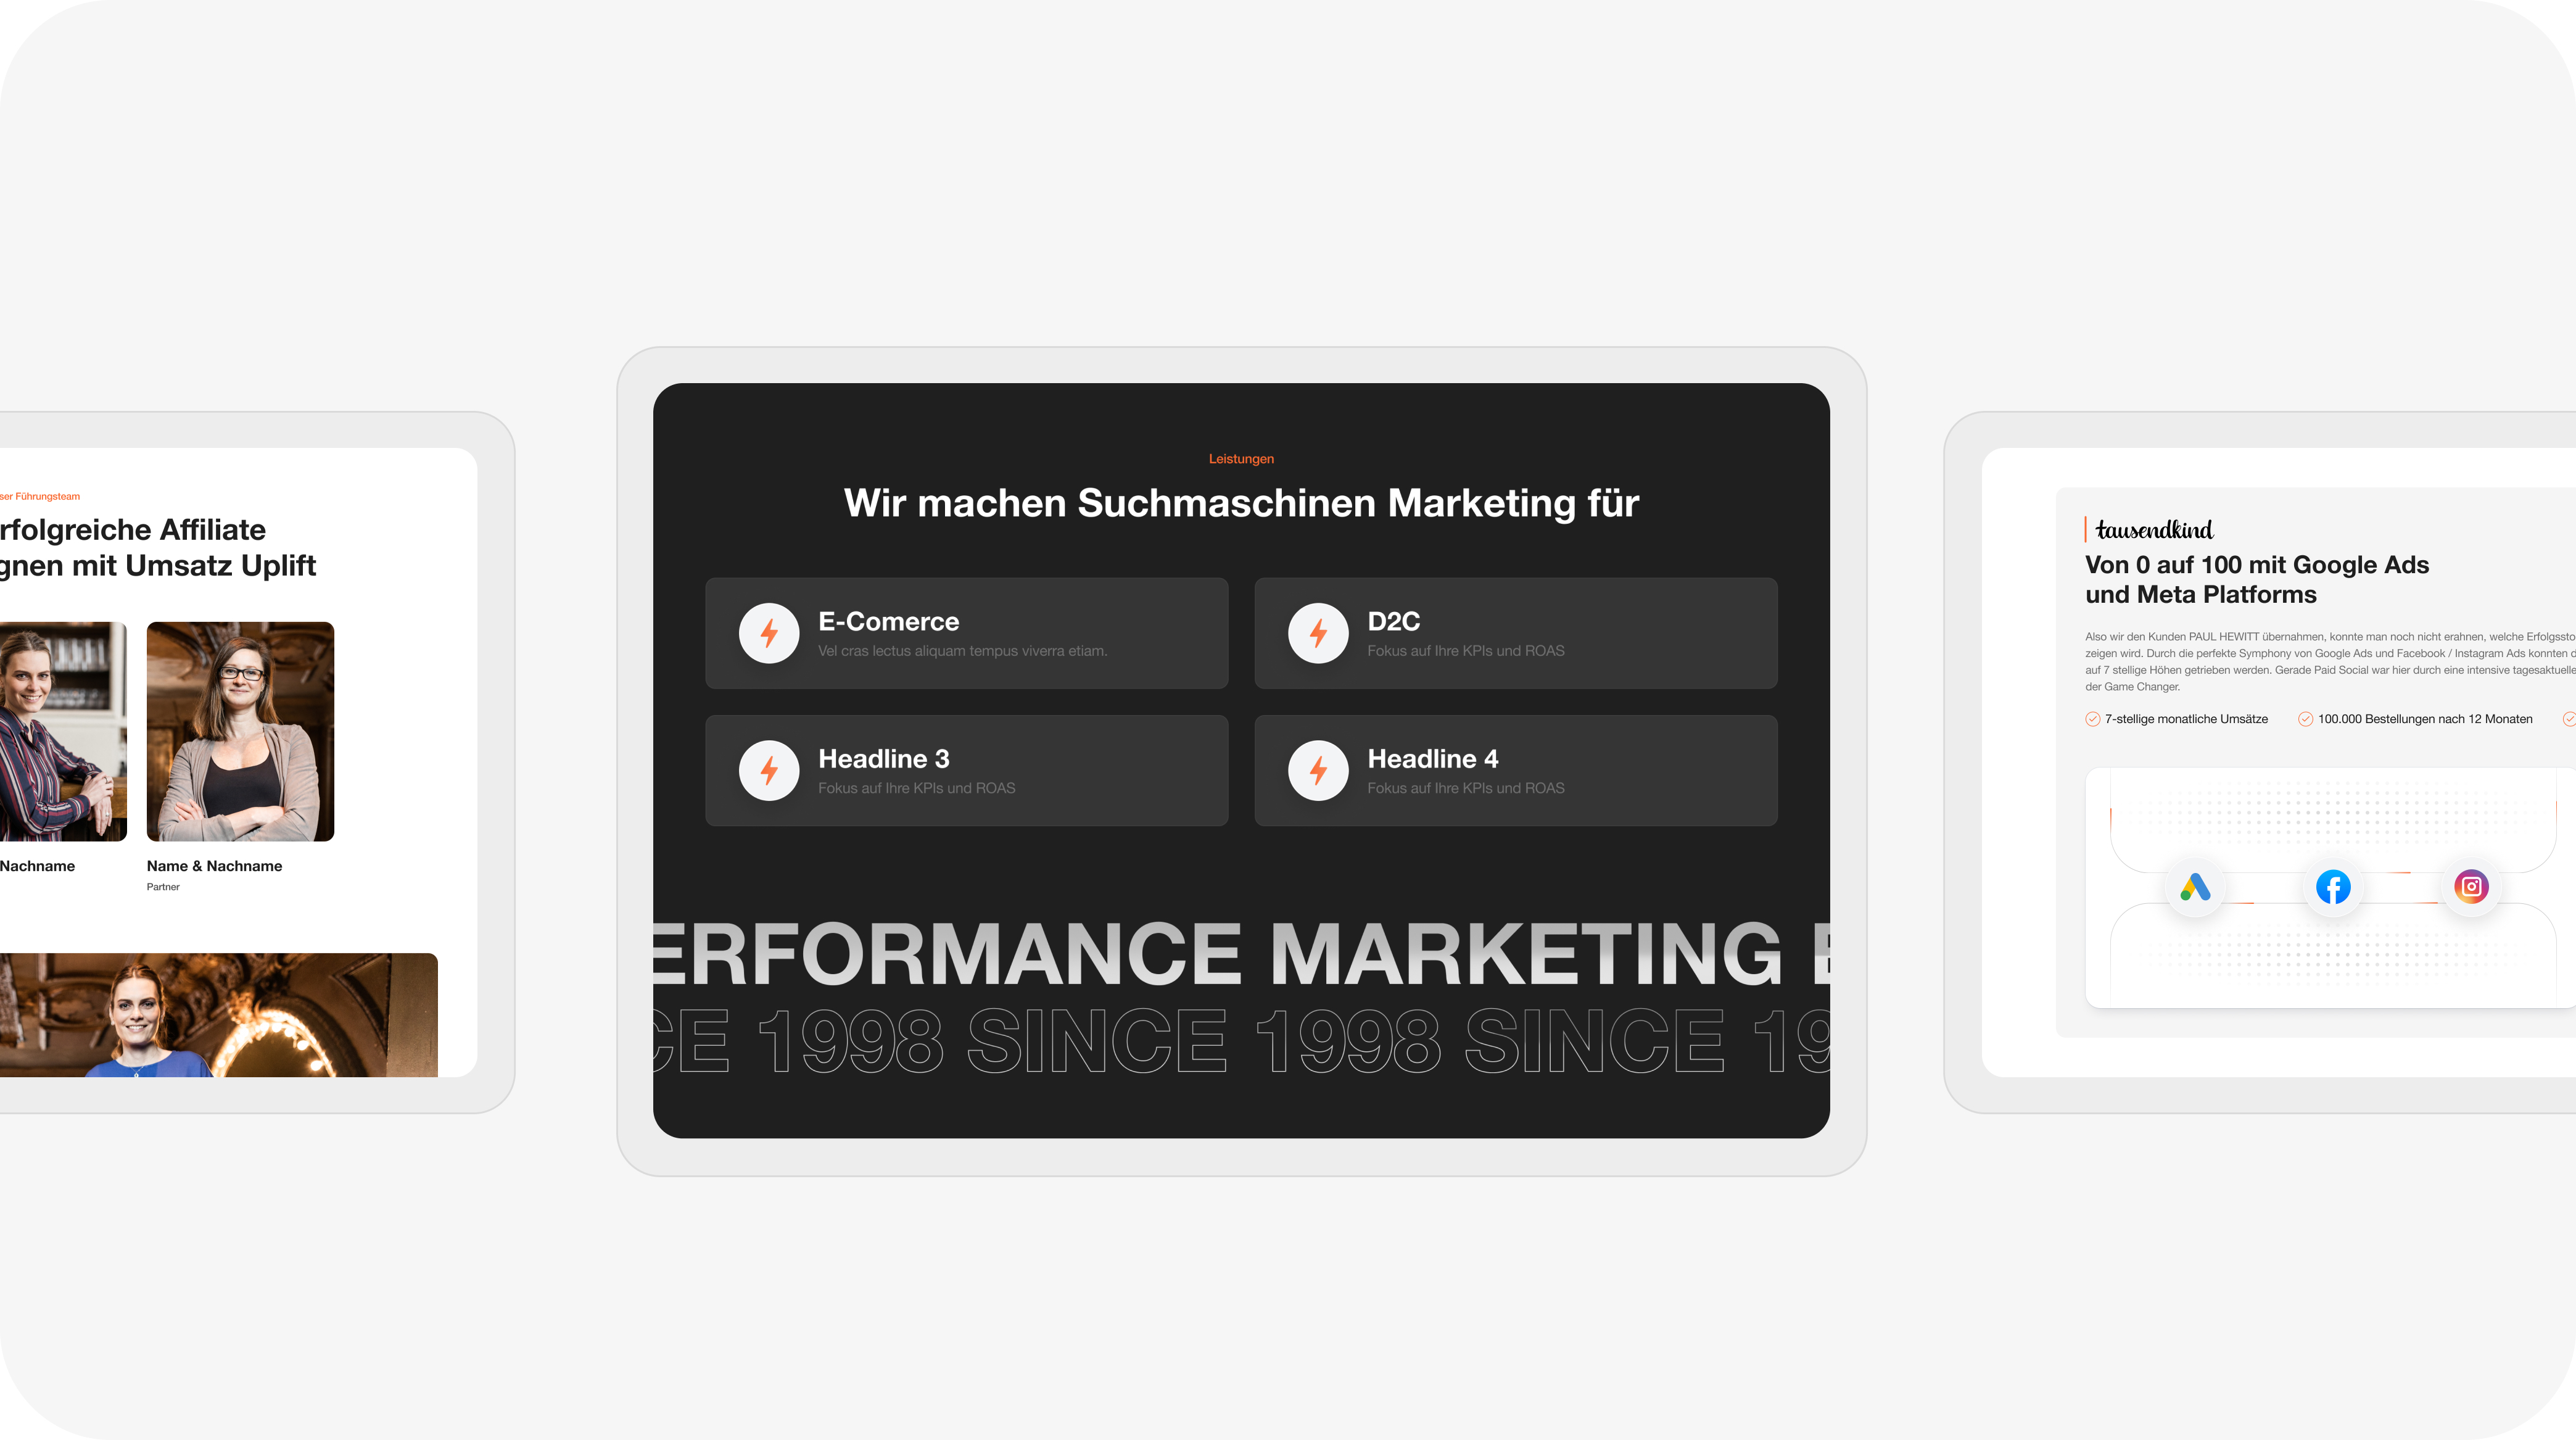 ser Führungsteam
rfolgreiche Affiliate
gnen mit Umsatz Uplift
Nachname
Name & Nachname
Partner
Leistungen
Wir machen Suchmaschinen Marketing für
E-Comerce
Vel cras lectus aliquam tempus viverra etiam.
D2C
Fokus auf Ihre KPIs und ROAS
Headline 3
Fokus auf Ihre KPIs und ROAS
Headline 4
Fokus auf Ihre KPIs und ROAS
ERFORMANCE MARKETING E
CE 1998 SINCE 1998 SINCE 19
tausendkind
Von 0 auf 100 mit Google Ads
und Meta Platforms
Also wir den Kunden PAUL HEWITT übernahmen, konnte man noch nicht erahnen, welche Erfolgssto
zeigen wird. Durch die perfekte Symphony von Google Ads und Facebook / Instagram Ads konnten d
auf 7 stellige Höhen getrieben werden. Gerade Paid Social war hier durch eine intensive tagesaktuelle
der Game Changer.
7-stellige monatliche Umsätze
100.000 Bestellungen nach 12 Monaten